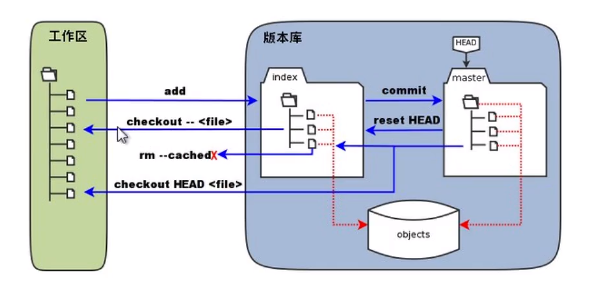 工作区
版本库
HEAD
index
master
add
commit
checkout -- <file>
reset HEAD
rm --cachedX
checkout HEAD <file>
objects